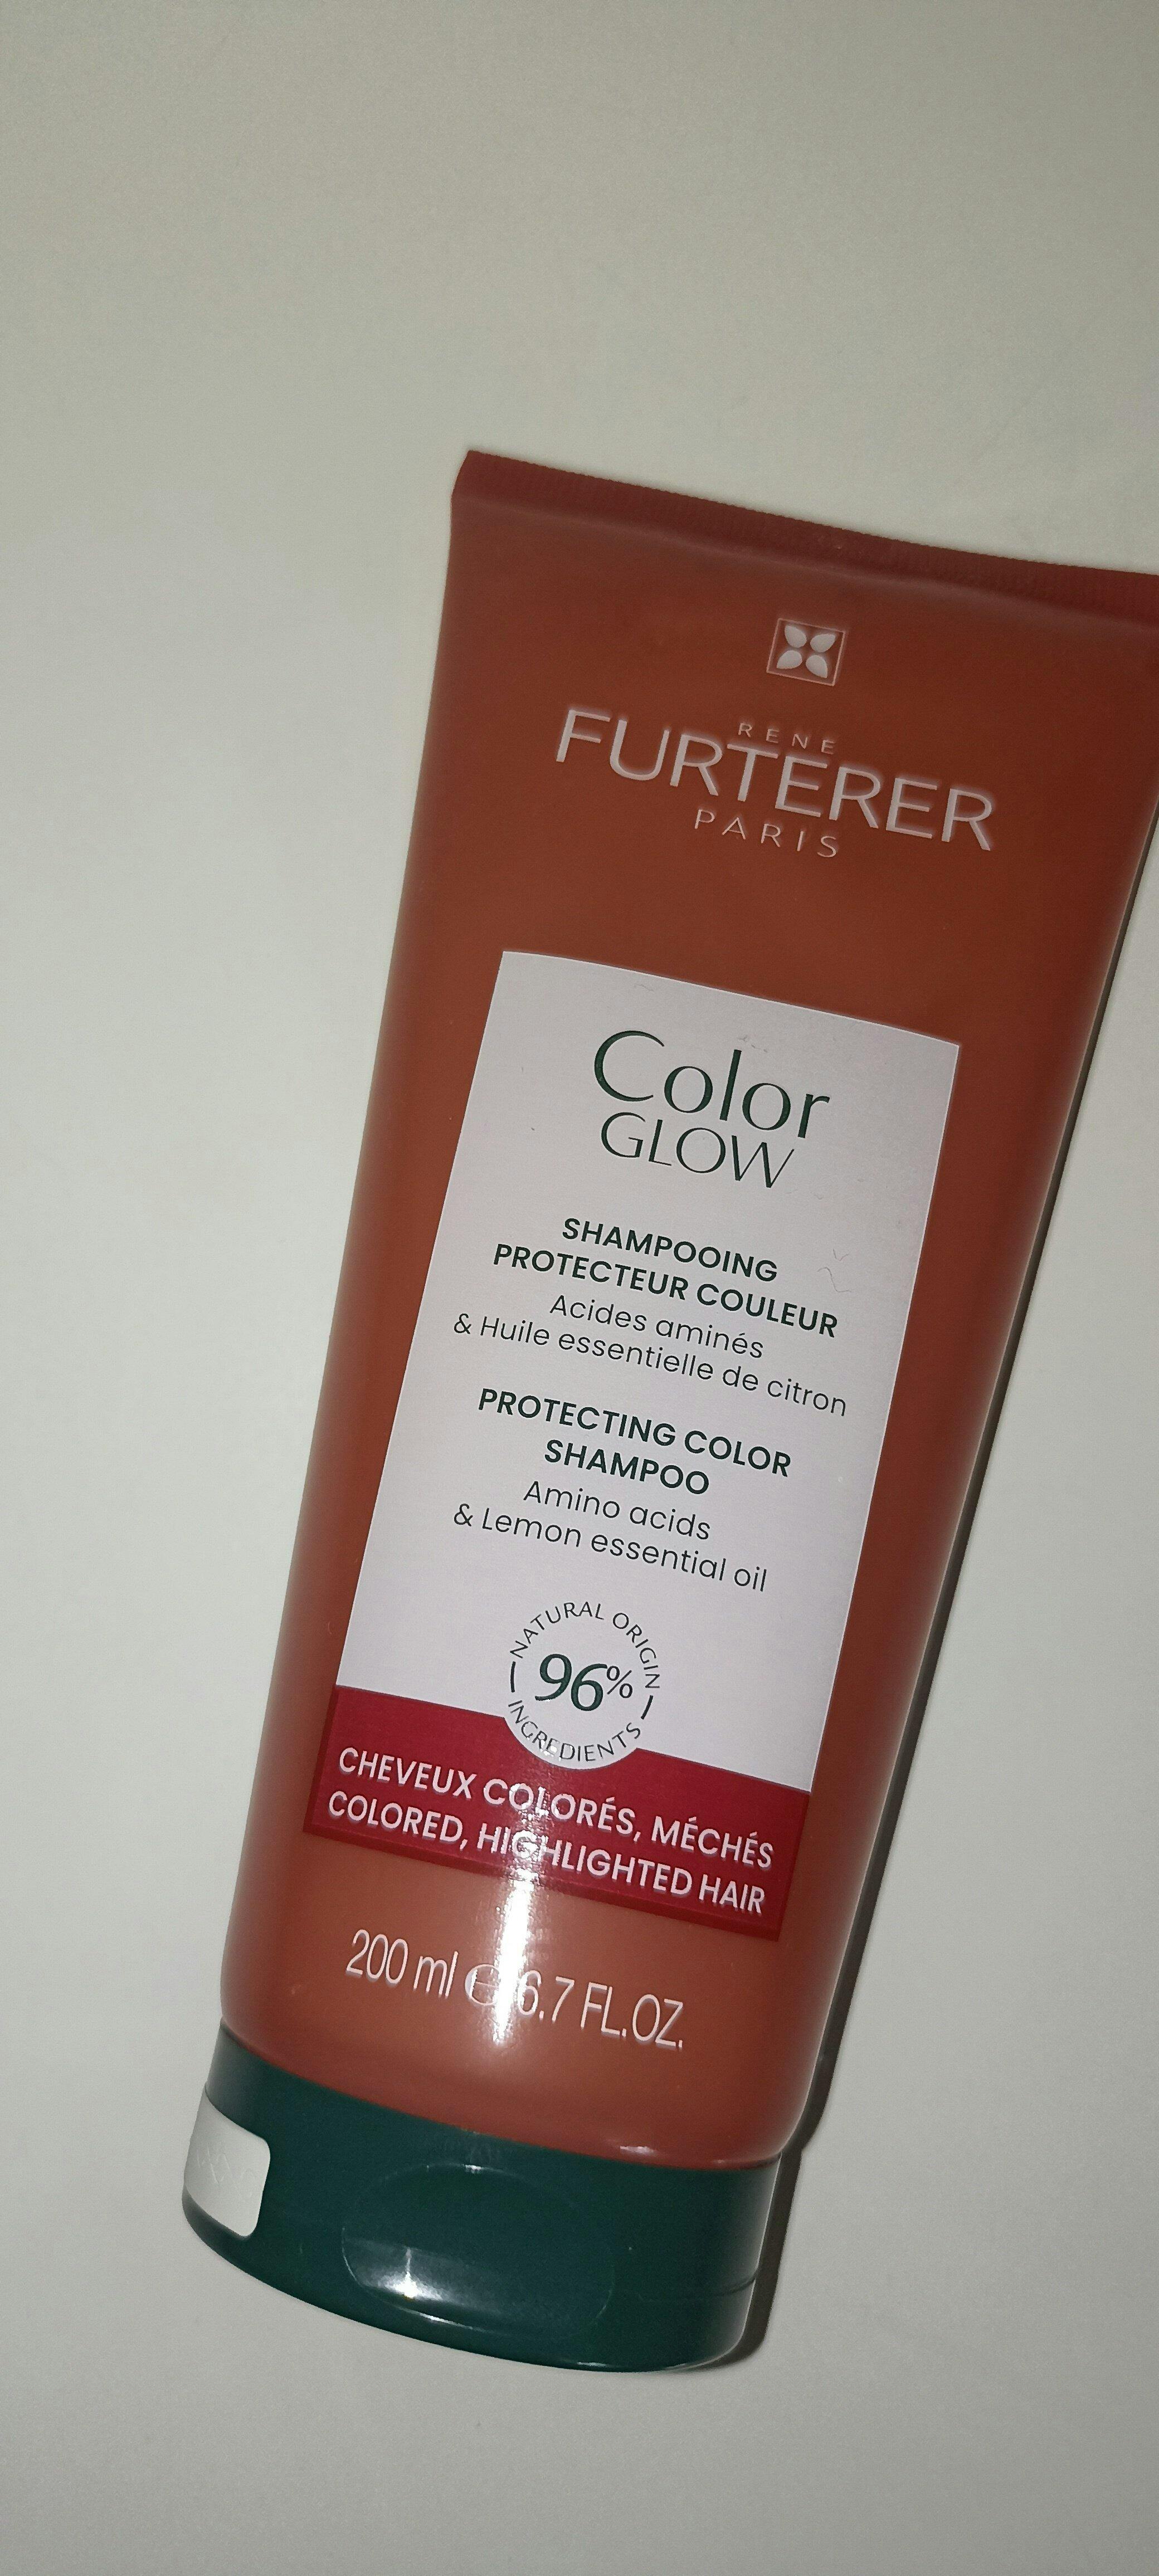 RENE
FURTERER
PARIS
Color
GLOW
SHAMPOOING
PROTECTEUR COULEUR
Acides aminés
& Huile essentielle de citron
PROTECTING COLOR
SHAMPOO
Amino acids
& Lemon essential oil
NATURAL ORIGIN
96%
INGREDIENTS
CHEVEUX COLORÉS, MÉCHÉS
COLORED, HIGHLIGHTED HAIR
200 ml ℮ 6.7 FL.OZ.